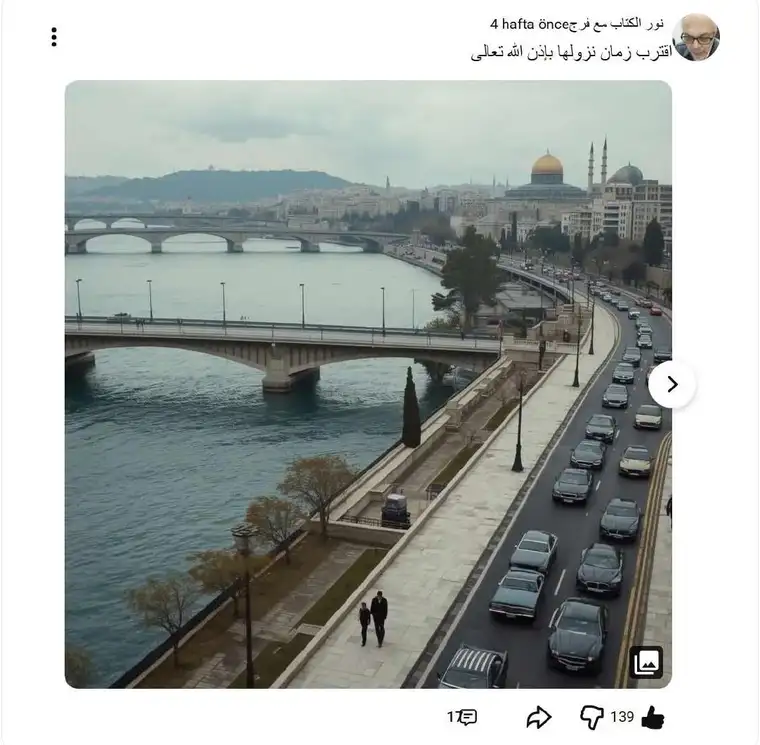 نور الكتاب مع فرج 4 hafta önce
اقترب زمان نزولها بإذن الله تعالى
139
17